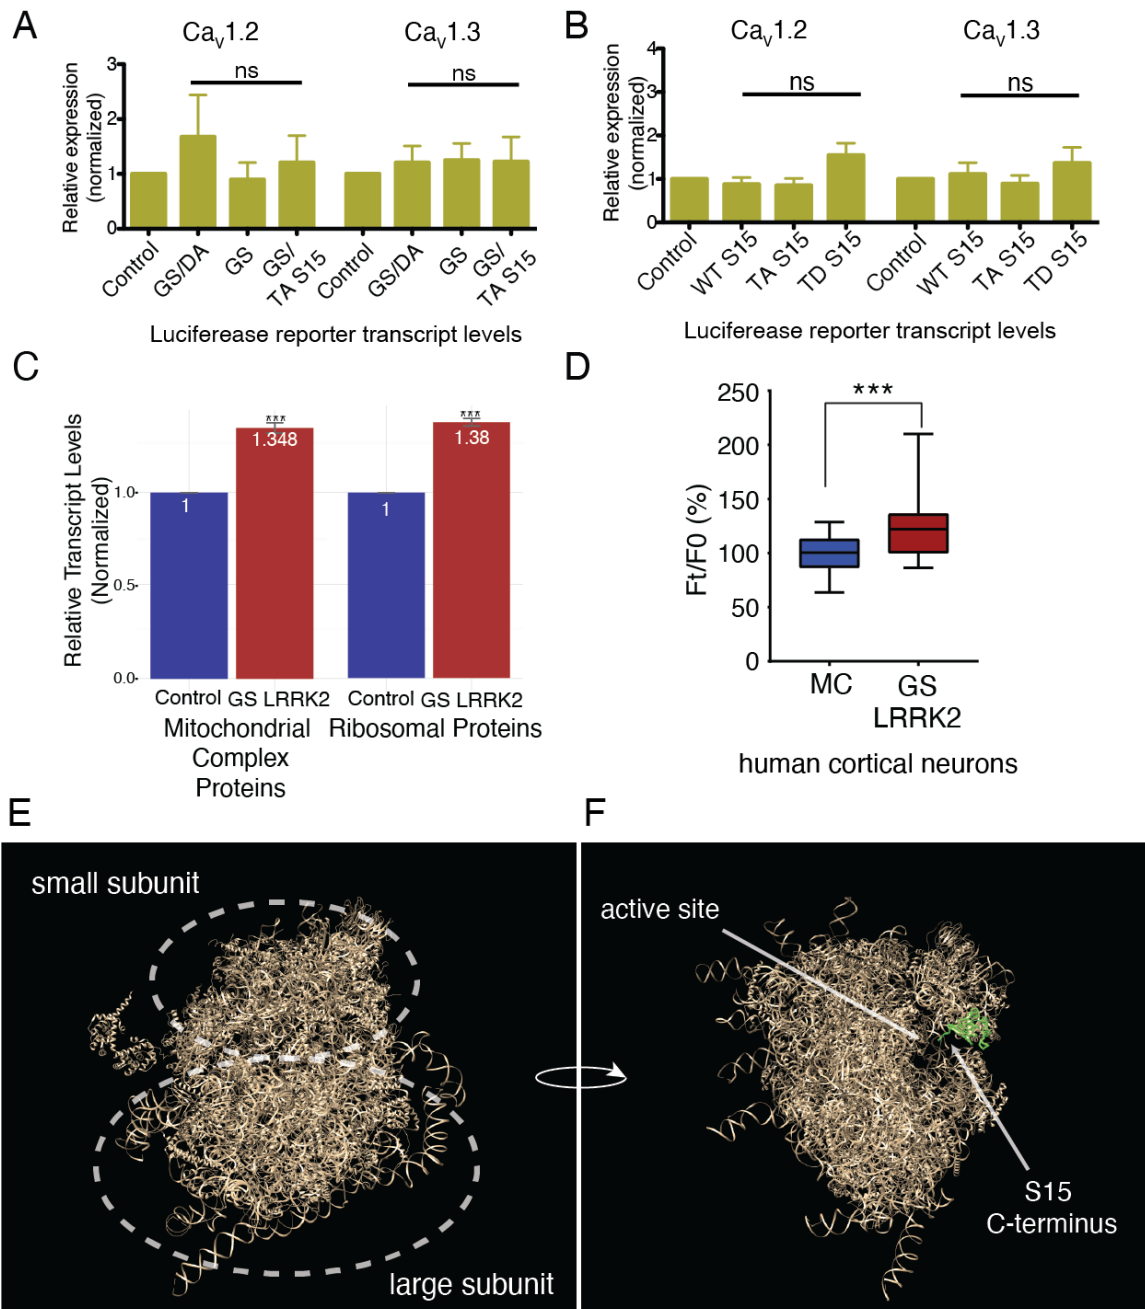 A
Ca_V1.2
Ca_V1.3
ns
ns
Relative expression
(normalized)
3
2
1
0
Control
GS/DA
GS
GS/
TA S15
Control
GS/DA
GS
GS/
TA S15
Luciferease reporter transcript levels
B
Ca_V1.2
Ca_V1.3
ns
ns
Relative expression
(normalized)
4
3
2
1
0
Control
WT S15
TA S15
TD S15
Control
WT S15
TA S15
TD S15
Luciferease reporter transcript levels
C
Relative Transcript Levels
(Normalized)
1.0
0.5
0.0
***
***
1
1.348
1
1.38
Control GS LRRK2
Control GS LRRK2
Mitochondrial
Complex
Proteins
Ribosomal Proteins
D
***
Ft/F0 (%)
250
200
150
100
50
0
MC
GS
LRRK2
human cortical neurons
E
small subunit
large subunit
F
active site
S15
C-terminus